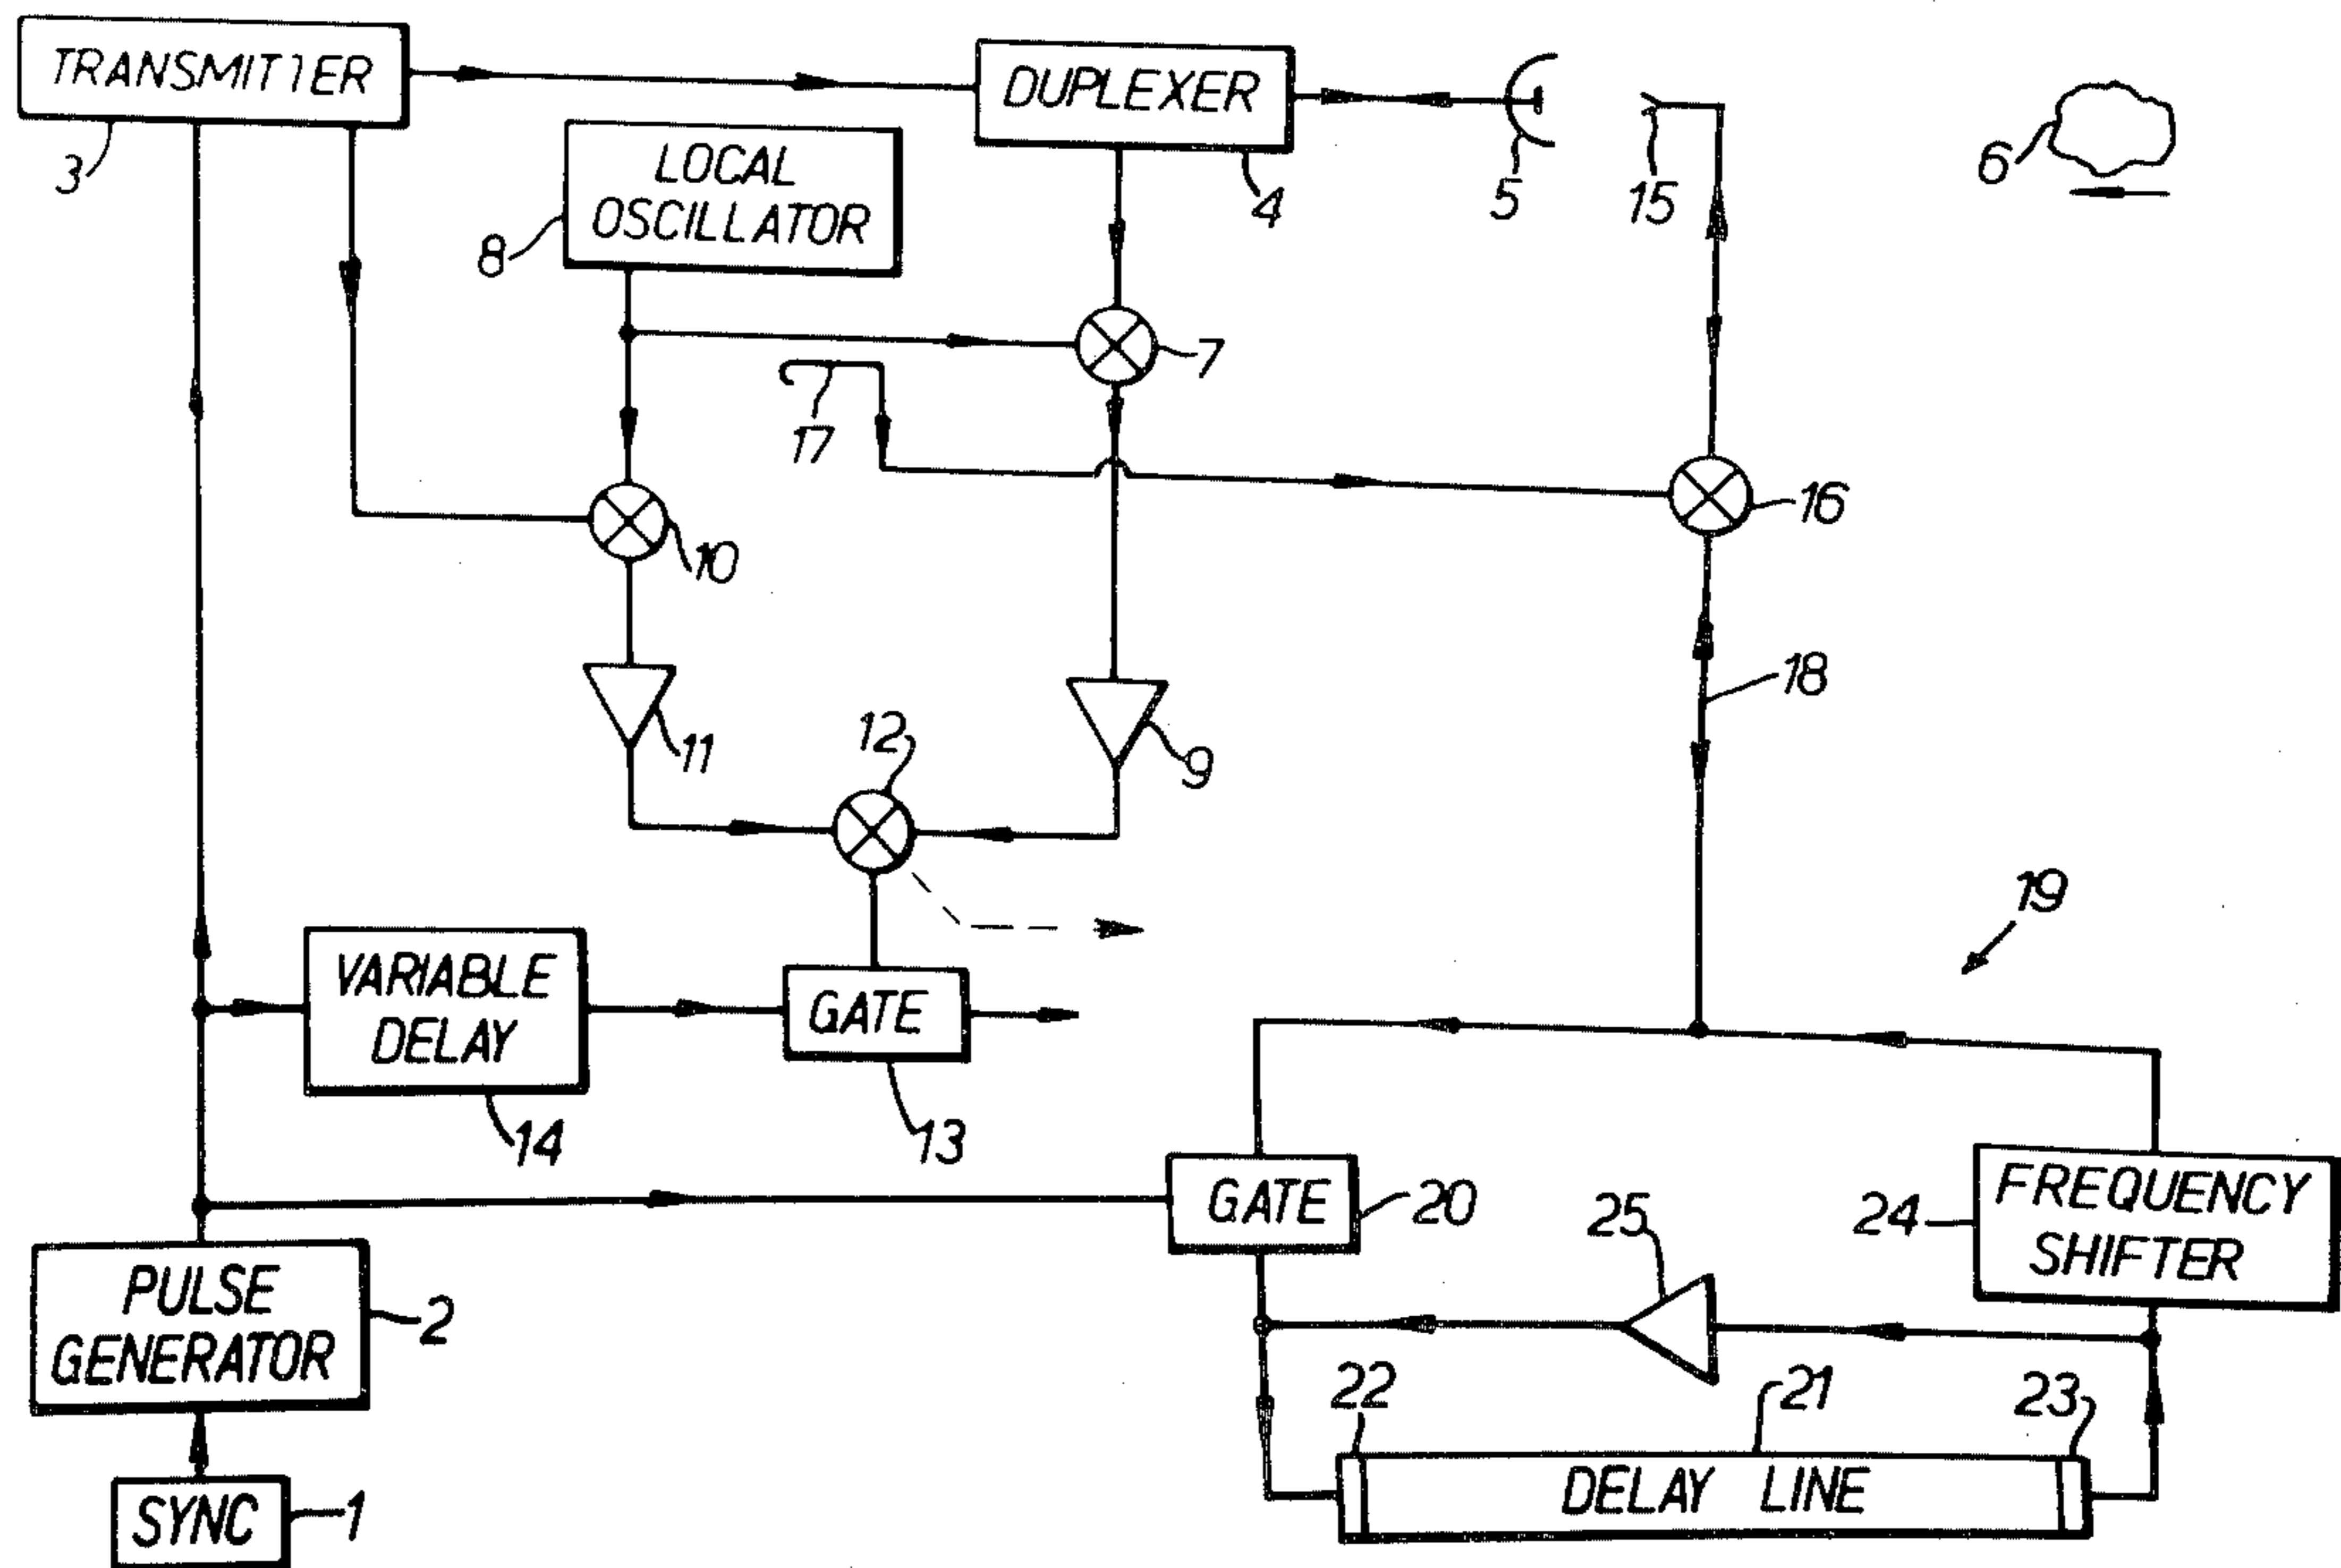 TRANSMITTER
3
DUPLEXER
4
5
15
6
LOCAL
OSCILLATOR
8
7
17
16
10
18
11
12
9
19
VARIABLE
DELAY
14
GATE
13
GATE
20
25
24
FREQUENCY
SHIFTER
PULSE
GENERATOR
2
22
21
23
DELAY LINE
SYNC
1